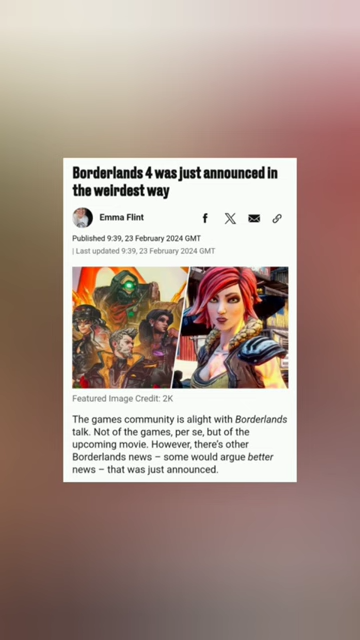 Borderlands 4 was just announced in
the weirdest way
Emma Flint
Published 9:39, 23 February 2024 GMT
| Last updated 9:39, 23 February 2024 GMT
Featured Image Credit: 2K
The games community is alight with Borderlands
talk. Not of the games, per se, but of the
upcoming movie. However, there's other
Borderlands news – some would argue better
news – that was just announced.